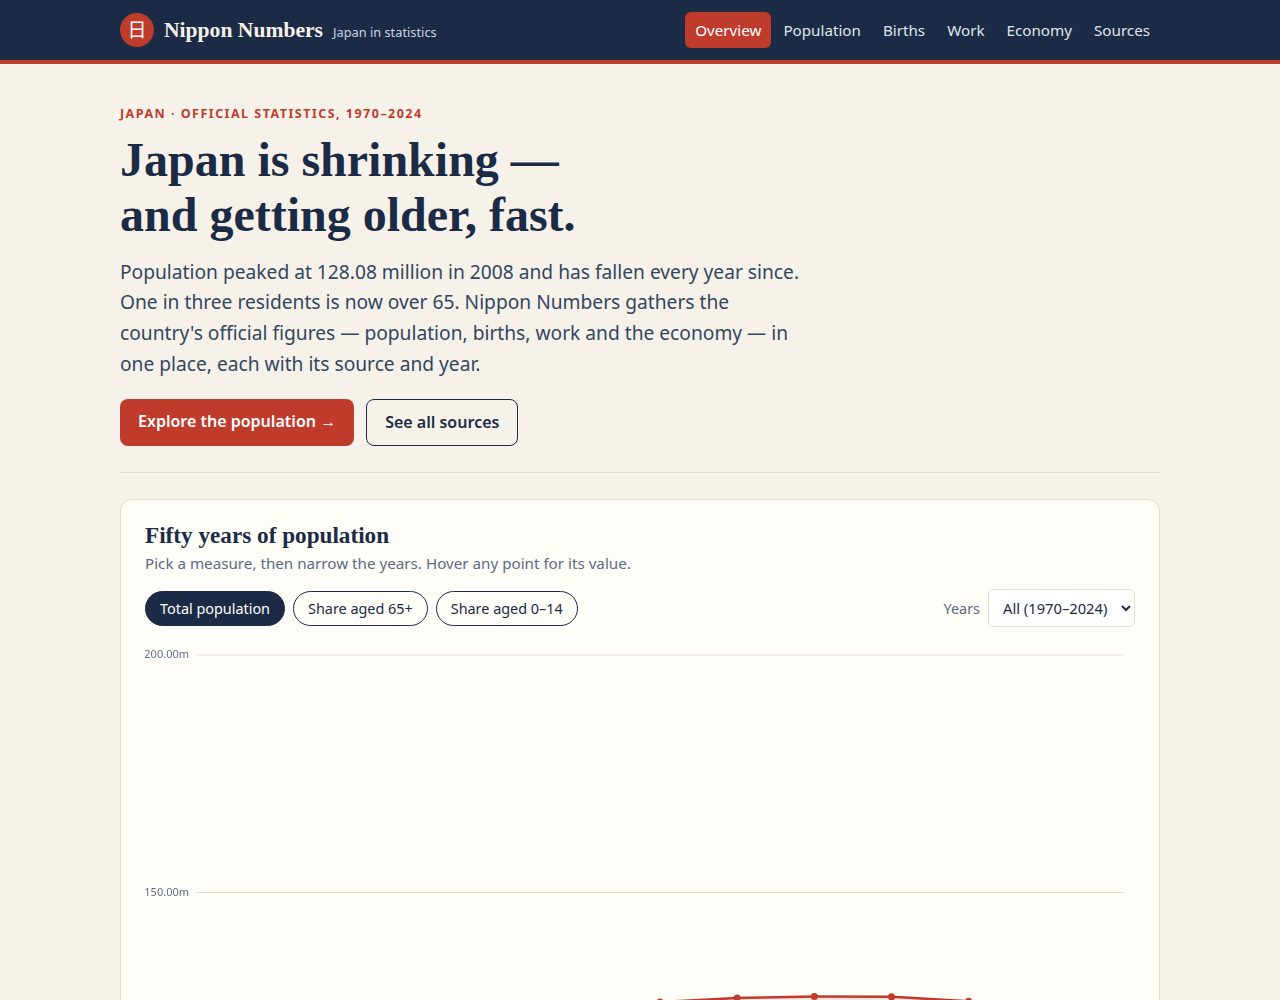 日 Nippon Numbers Japan in statistics
Overview Population Births Work Economy Sources
JAPAN · OFFICIAL STATISTICS, 1970–2024
Japan is shrinking —
and getting older, fast.
Population peaked at 128.08 million in 2008 and has fallen every year since.
One in three residents is now over 65. Nippon Numbers gathers the
country's official figures — population, births, work and the economy — in
one place, each with its source and year.
Explore the population →
See all sources
Fifty years of population
Pick a measure, then narrow the years. Hover any point for its value.
Total population
Share aged 65+
Share aged 0–14
Years All (1970–2024)
200.00m
150.00m